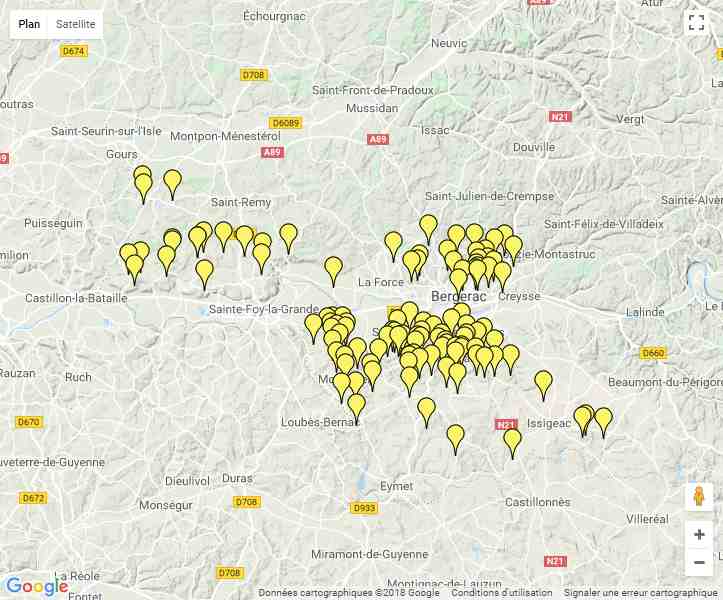 Échourgnac
A89
Atur
Plan Satellite
D674
Neuvic
D708
Saint-Front-de-Pradoux
Mussidan
outras
N21
Vergt
D6089
Saint-Seurin-sur-l'Isle
Montpon-Ménestérol
Issac
A89
Douville
Gours
A89
Saint-Remy
Saint-Julien-de-Crempse
Sainte-Alvèr
Puisseguin
Saint-Félix-de-Villadeix
milion
La Force
Castillon-la-Bataille
Sainte-Foy-la-Grande
Bergerac
Creysse
Lalinde
D660
Rauzan
Ruch
Beaumont-du-Périgord
D670
Loubès-Bernac
N21
Issigeac
uveterre-de-Guyenne
Dieulivol
Duras
D672
Monségur
D708
Eymet
D933
Castillonnès
Villeréal
Miramont-de-Guyenne
N21
D708
La Réole
Montignac-de-Lauzun
Google
Données cartographiques ©2018 Google Conditions d'utilisation Signaler une erreur cartographique
Fontet